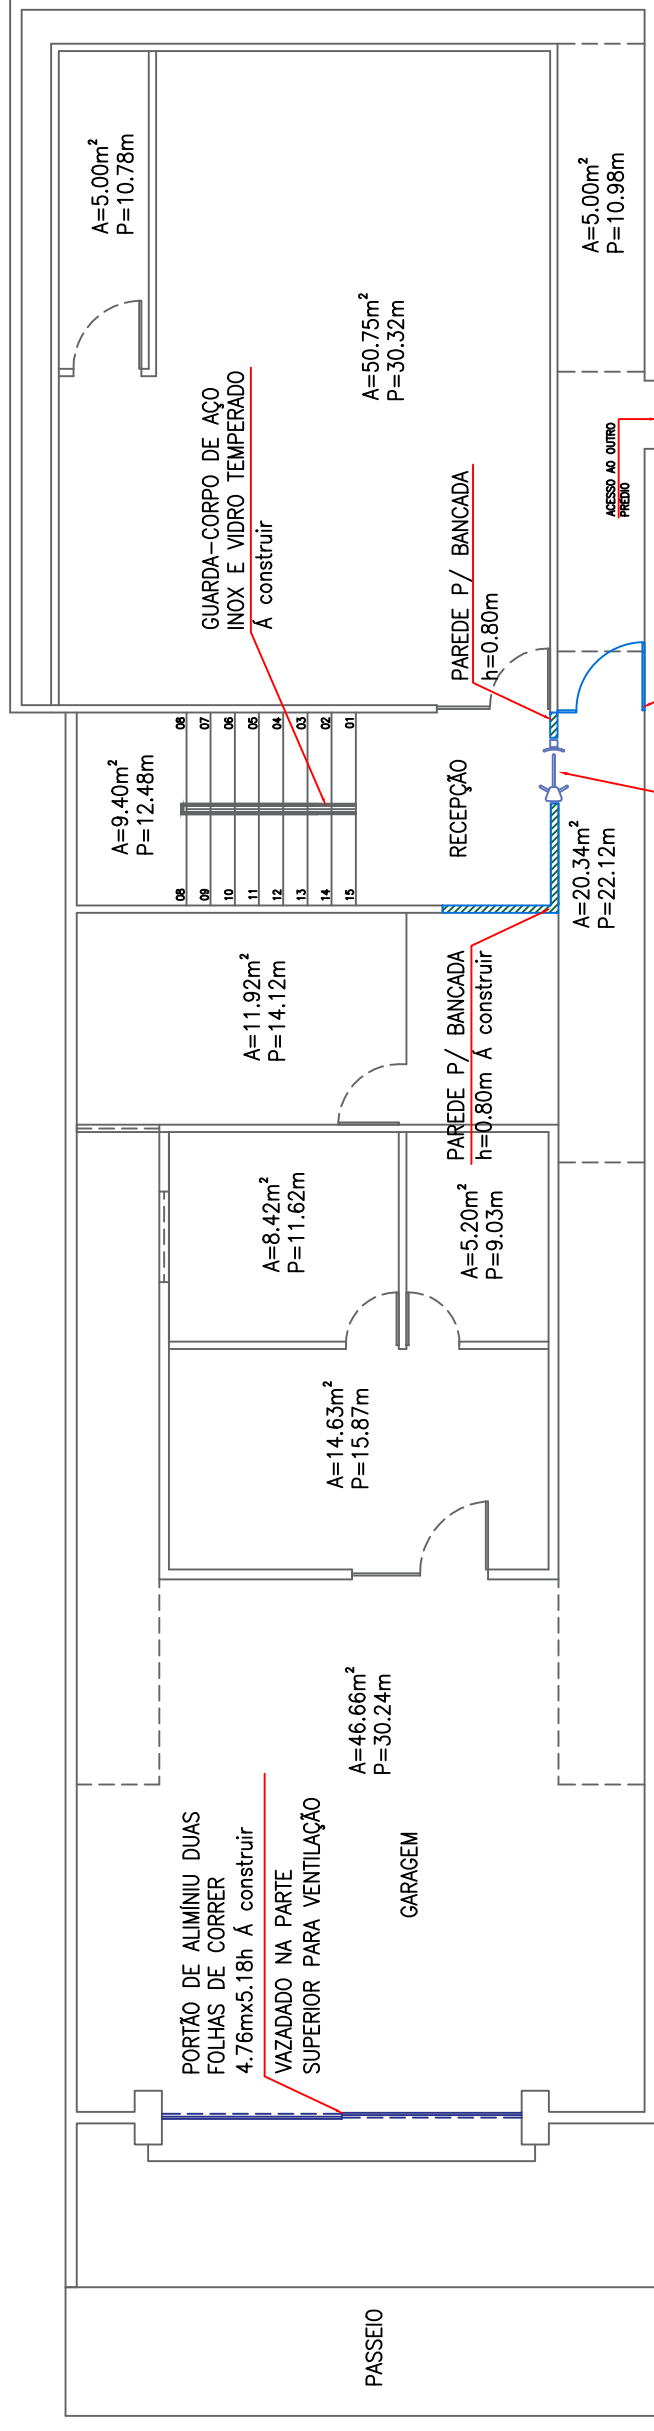 PASSEIO
PORTÃO DE ALIMÍNIU DUAS
FOLHAS DE CORRER
4.76mx5.18h Á construir
VAZADADO NA PARTE
SUPERIOR PARA VENTILAÇÃO
GARAGEM
A=46.66m²
P=30.24m
A=14.63m²
P=15.87m
A=8.42m²
P=11.62m
A=5.20m²
P=9.03m
A=11.92m²
P=14.12m
PAREDE P/ BANCADA
h=0.80m Á construir
A=9.40m²
P=12.48m
08
09
10
11
12
13
14
15
08
07
06
05
04
03
02
01
RECEPÇÃO
A=20.34m²
P=22.12m
GUARDA-CORPO DE AÇO
INOX E VIDRO TEMPERADO
Á construir
PAREDE P/ BANCADA
h=0.80m
A=50.75m²
P=30.32m
A=5.00m²
P=10.78m
ACESSO AO OUTRO
PREDIO
A=5.00m²
P=10.98m